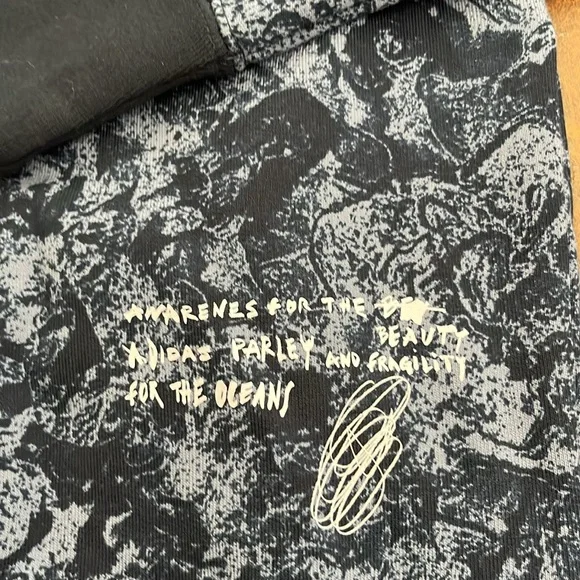 AWARENES FOR THE
BEAUTY
ADIDAS PARLEY AND FRAGILITY
FOR THE OCEANS